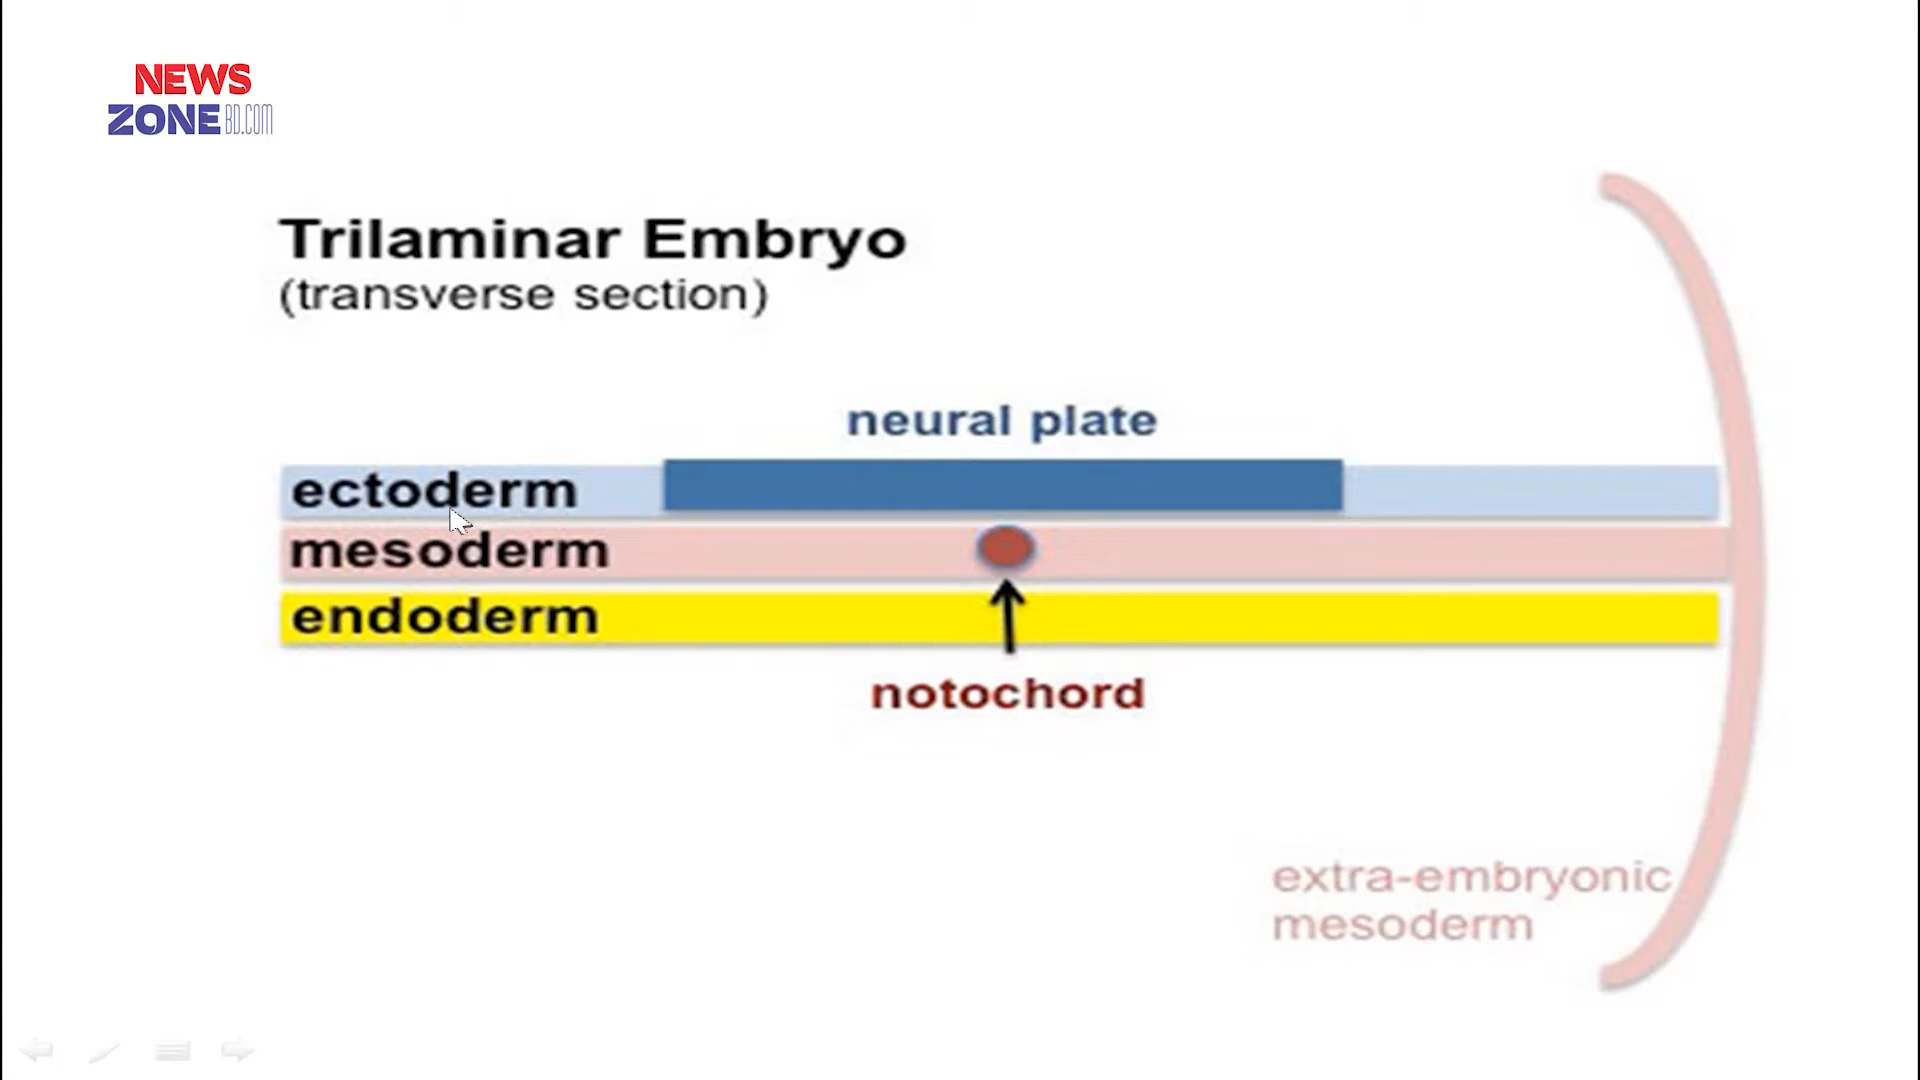 NEWS
ZONE BD.COM
Trilaminar Embryo
(transverse section)
neural plate
ectoderm
mesoderm
endoderm
notochord
extra-embryonic
mesoderm